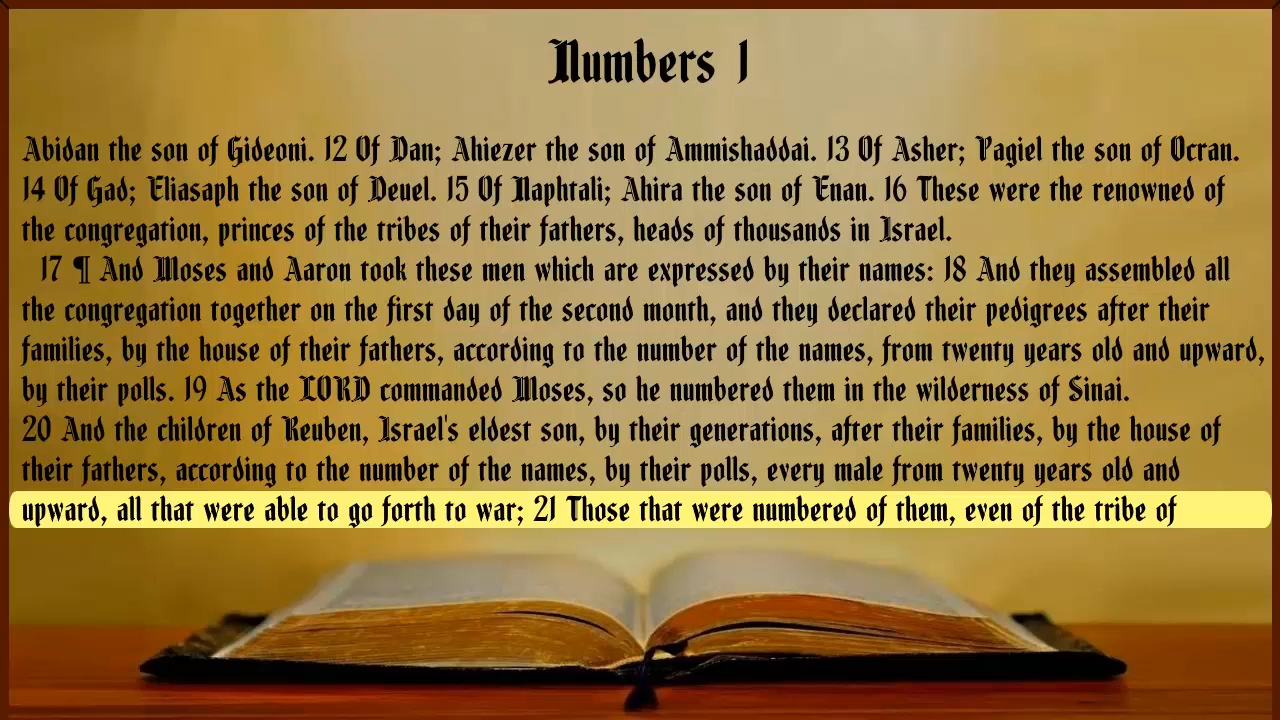 Numbers 1
Abidan the son of Gideoni. 12 Of Dan; Ahiezer the son of Ammishaddai. 13 Of Asher; Pagiel the son of Ocran.
14 Of Gad; Eliasaph the son of Deuel. 15 Of Naphtali; Ahira the son of Enan. 16 These were the renowned of
the congregation, princes of the tribes of their fathers, heads of thousands in Israel.
17 ¶ And Moses and Aaron took these men which are expressed by their names: 18 And they assembled all
the congregation together on the first day of the second month, and they declared their pedigrees after their
families, by the house of their fathers, according to the number of the names, from twenty years old and upward,
by their polls. 19 As the LORD commanded Moses, so he numbered them in the wilderness of Sinai.
20 And the children of Reuben, Israel's eldest son, by their generations, after their families, by the house of
their fathers, according to the number of the names, by their polls, every male from twenty years old and
upward, all that were able to go forth to war; 21 Those that were numbered of them, even of the tribe of